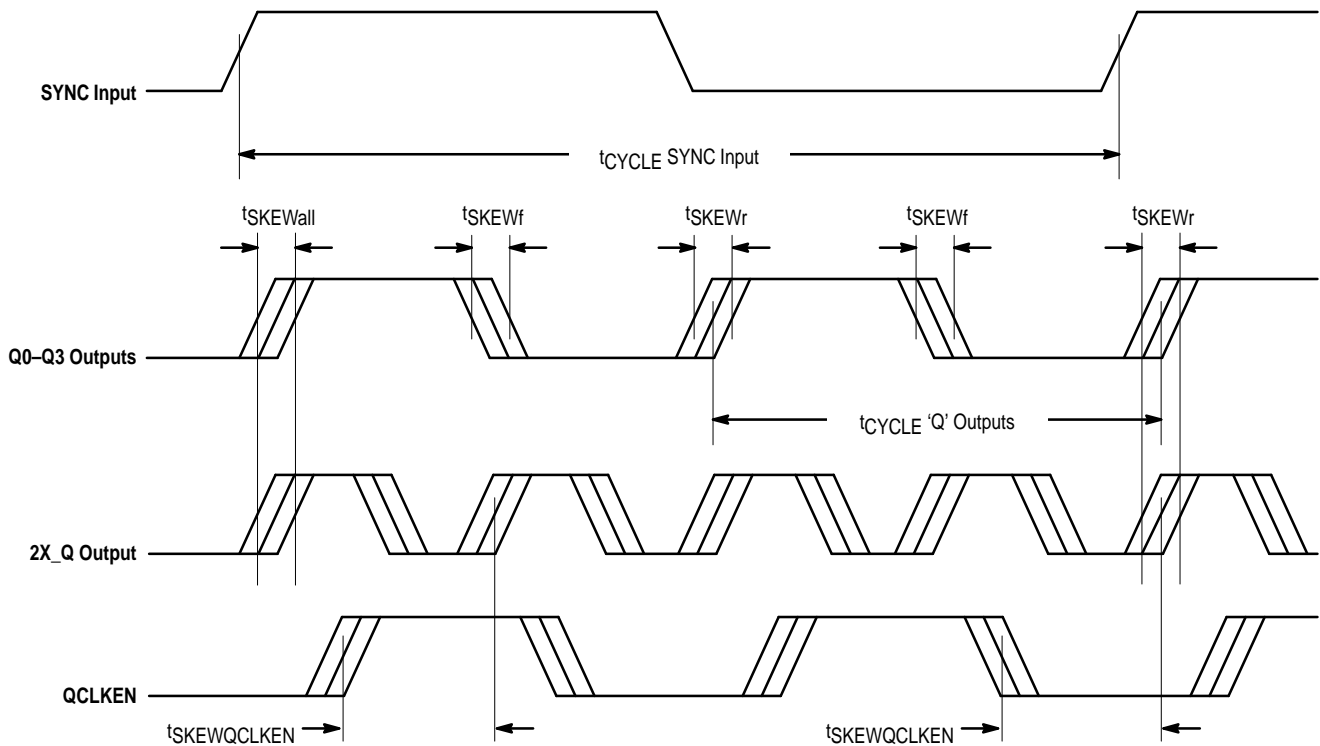 SYNC Input
tCYCLE SYNC Input
tSKEWall
tSKEWf
tSKEWr
tSKEWf
tSKEWr
Q0–Q3 Outputs
tCYCLE ‘Q’ Outputs
2X_Q Output
QCLKEN
tSKEWQCLKEN
tSKEWQCLKEN